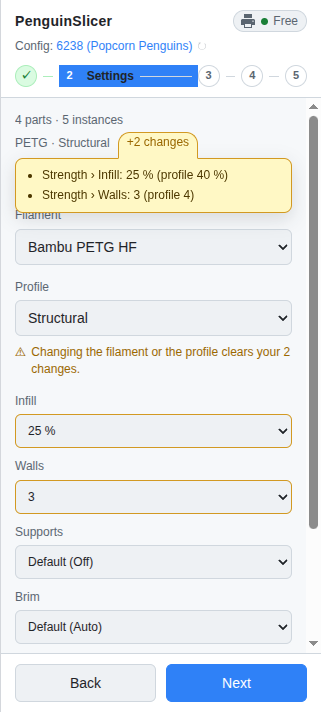 PenguinSlicer
Free
Config: 6238 (Popcorn Penguins)
✓ 2 Settings 3 4 5
4 parts · 5 instances
PETG · Structural +2 changes
• Strength › Infill: 25 % (profile 40 %)
• Strength › Walls: 3 (profile 4)
Filament
Bambu PETG HF
Profile
Structural
⚠ Changing the filament or the profile clears your 2
changes.
Infill
25 %
Walls
3
Supports
Default (Off)
Brim
Default (Auto)
Back
Next